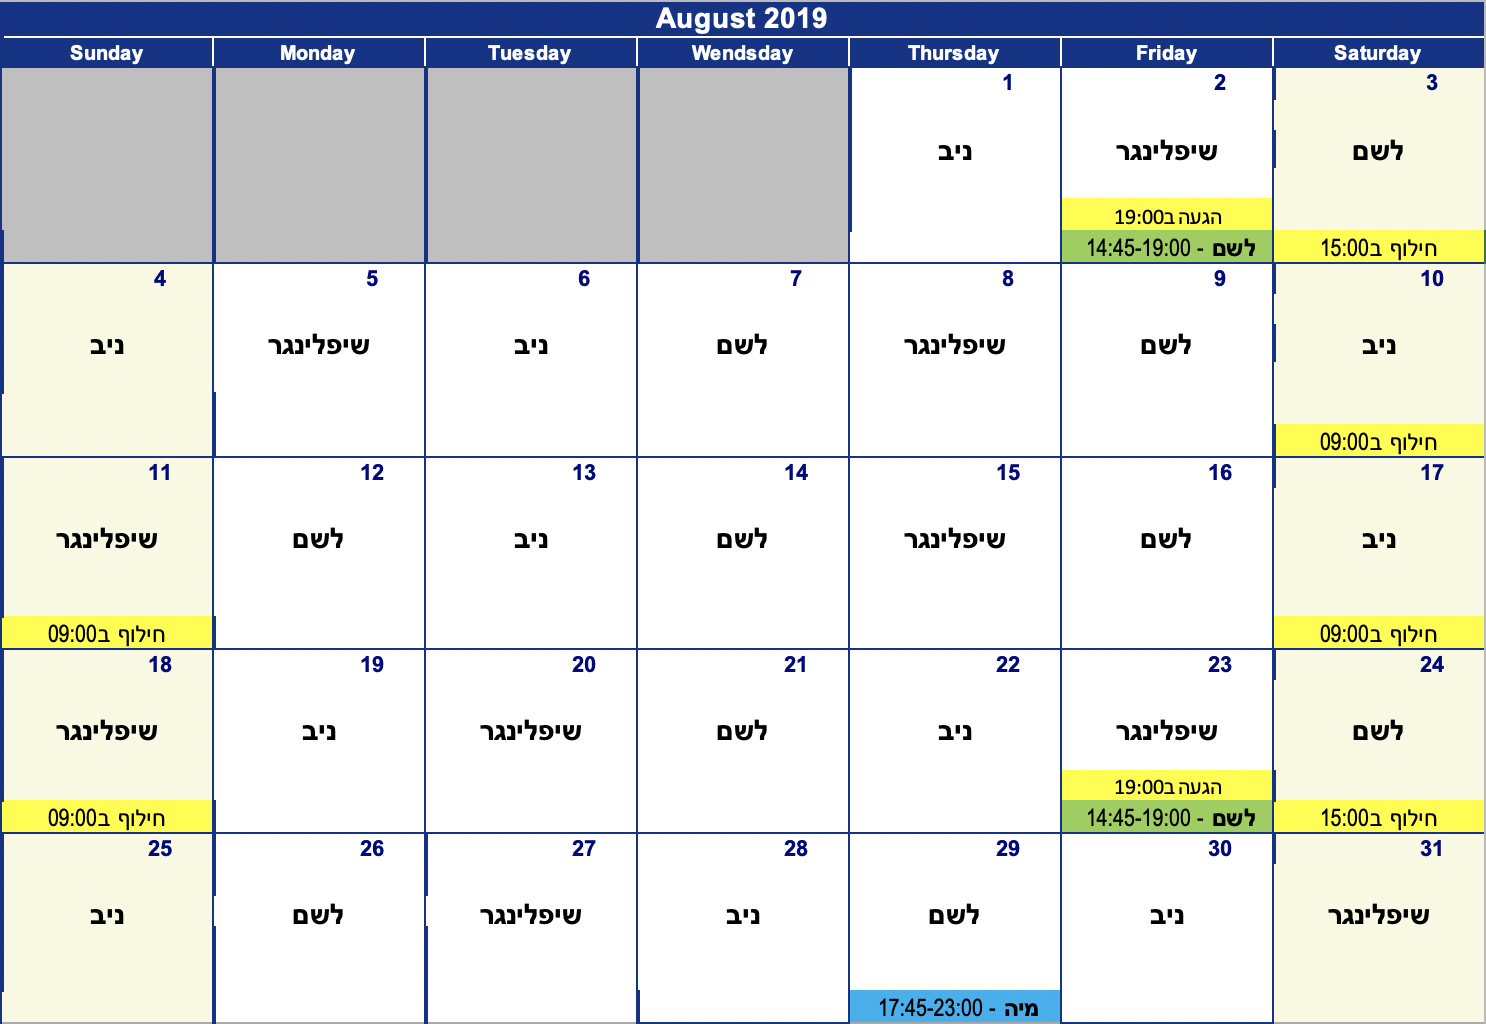 August 2019
Sunday Monday Tuesday Wendsday Thursday Friday Saturday
1 2 3
ניב שיפלינגר לשם
הגעה ב19:00
לשם - 14:45-19:00 חילוף ב15:00
4 5 6 7 8 9 10
ניב שיפלינגר ניב לשם שיפלינגר לשם ניב
חילוף ב09:00
11 12 13 14 15 16 17
שיפלינגר לשם ניב לשם שיפלינגר לשם ניב
חילוף ב09:00 חילוף ב09:00
18 19 20 21 22 23 24
שיפלינגר ניב שיפלינגר לשם ניב שיפלינגר לשם
הגעה ב19:00
חילוף ב09:00 לשם - 14:45-19:00 חילוף ב15:00
25 26 27 28 29 30 31
ניב לשם שיפלינגר ניב לשם ניב שיפלינגר
מיה - 17:45-23:00